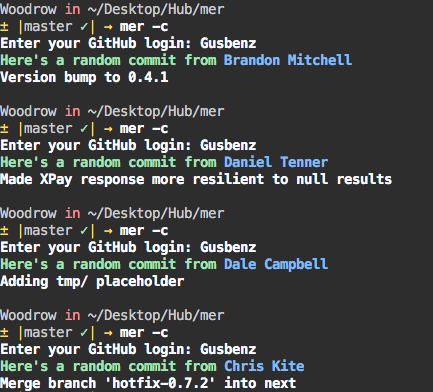 Woodrow in ~/Desktop/Hub/mer
± |master ✓| → mer -c
Enter your GitHub login: Gusbenz
Here's a random commit from Brandon Mitchell
Version bump to 0.4.1
Woodrow in ~/Desktop/Hub/mer
± |master ✓| → mer -c
Enter your GitHub login: Gusbenz
Here's a random commit from Daniel Tenner
Made XPay response more resilient to null results
Woodrow in ~/Desktop/Hub/mer
± |master ✓| → mer -c
Enter your GitHub login: Gusbenz
Here's a random commit from Dale Campbell
Adding tmp/ placeholder
Woodrow in ~/Desktop/Hub/mer
± |master ✓| → mer -c
Enter your GitHub login: Gusbenz
Here's a random commit from Chris Kite
Merge branch 'hotfix-0.7.2' into next